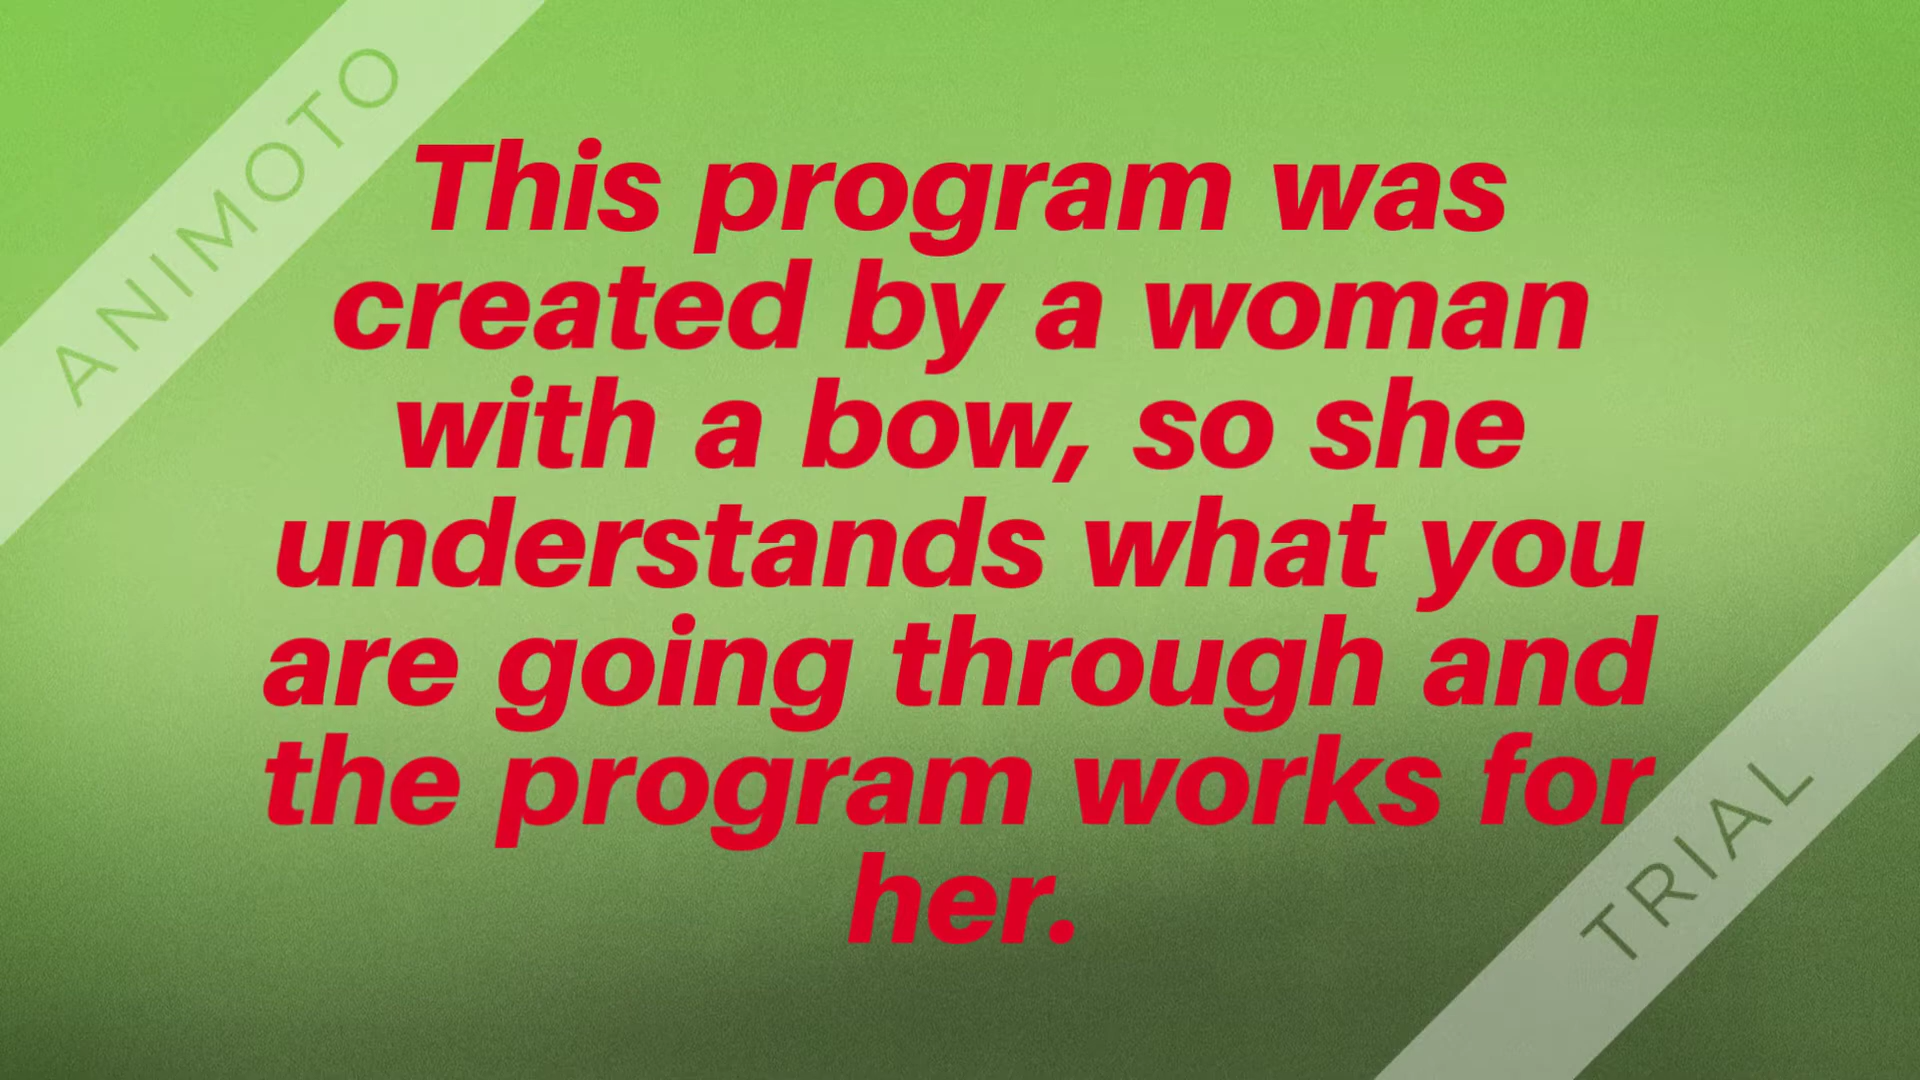 ANIMOTO
This program was
created by a woman
with a bow, so she
understands what you
are going through and
the program works for
her.
TRIAL